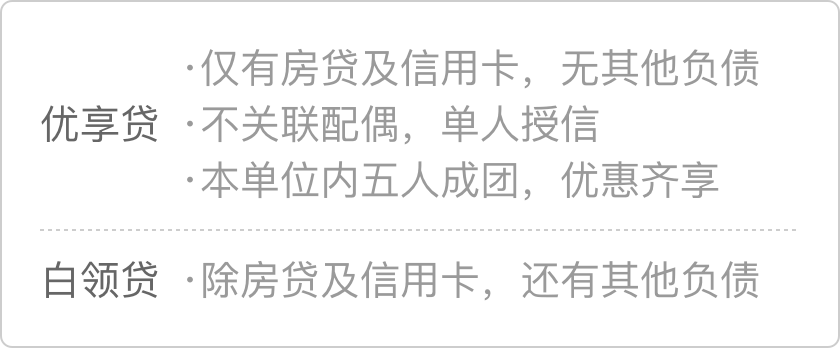 ·仅有房贷及信用卡，无其他负债
优享贷 ·不关联配偶，单人授信
·本单位内五人成团，优惠齐享
白领贷 ·除房贷及信用卡，还有其他负债